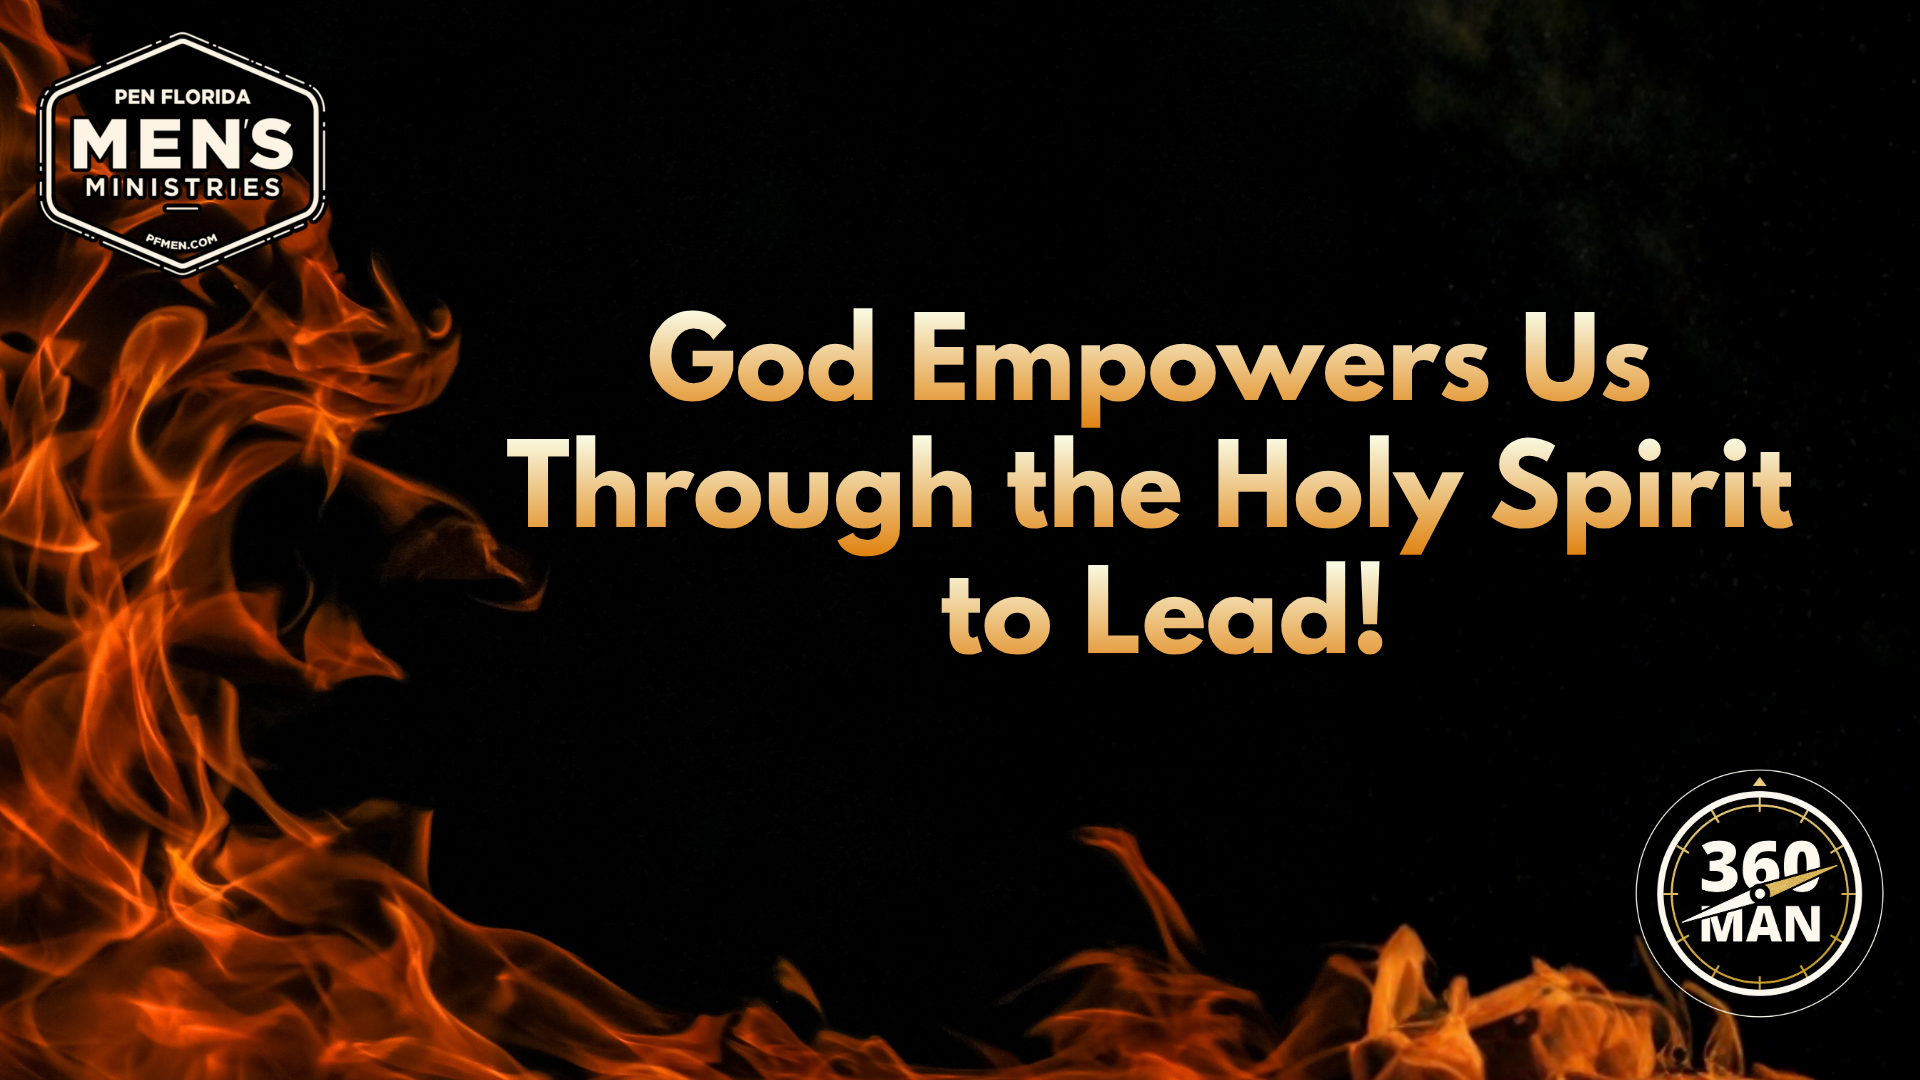 PEN FLORIDA
MEN'S
MINISTRIES
PFMEN.COM
God Empowers Us
Through the Holy Spirit
to Lead!
360
MAN